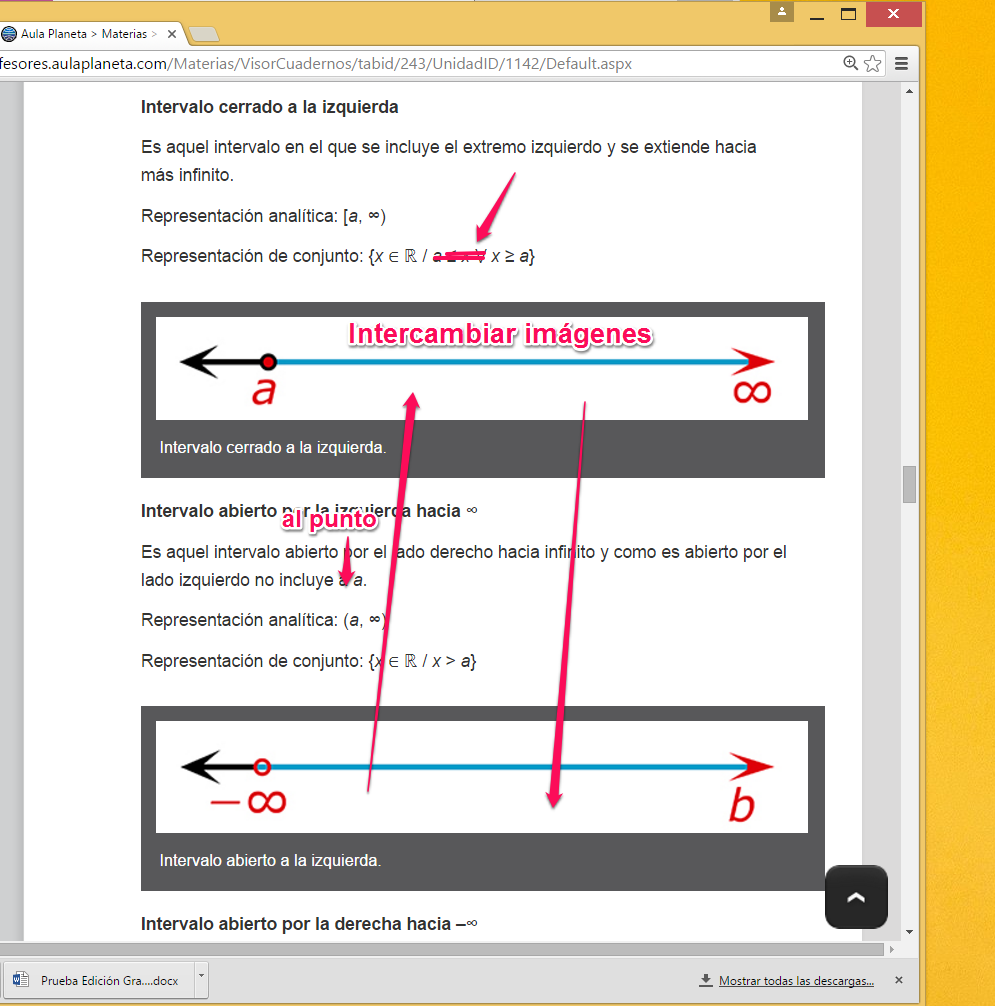 Aula Planeta > Materias >
fesores.aulaplaneta.com/Materias/VisorCuadernos/tabid/243/UnidadID/1142/Default.aspx
Intervalo cerrado a la izquierda
Es aquel intervalo en el que se incluye el extremo izquierdo y se extiende hacia
más infinito.
Representación analítica: [a, ∞)
Representación de conjunto: {x ∈ ℝ / a ≤ x ∨ x ≥ a}
Intercambiar imágenes
a
∞
Intervalo cerrado a la izquierda.
Intervalo abierto por la izquierda hacia ∞
al punto
Es aquel intervalo abierto por el lado derecho hacia infinito y como es abierto por el
lado izquierdo no incluye a a.
Representación analítica: (a, ∞)
Representación de conjunto: {x ∈ ℝ / x > a}
−∞
b
Intervalo abierto a la izquierda.
Intervalo abierto por la derecha hacia –∞
Prueba Edición Gra....docx
Mostrar todas las descargas...